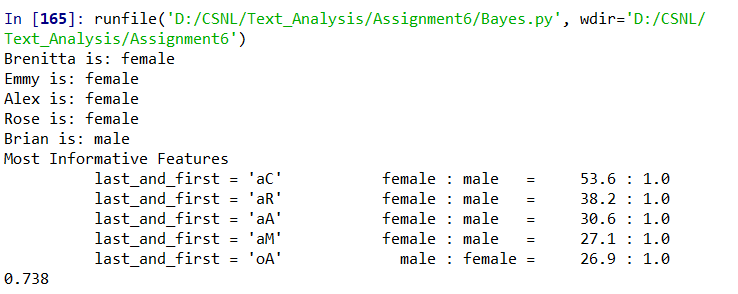 In [165]: runfile('D:/CSNL/Text_Analysis/Assignment6/Bayes.py', wdir='D:/CSNL/
Text_Analysis/Assignment6')
Brenitta is: female
Emmy is: female
Alex is: female
Rose is: female
Brian is: male
Most Informative Features
last_and_first = 'aC' female : male = 53.6 : 1.0
last_and_first = 'aR' female : male = 38.2 : 1.0
last_and_first = 'aA' female : male = 30.6 : 1.0
last_and_first = 'aM' female : male = 27.1 : 1.0
last_and_first = 'oA' male : female = 26.9 : 1.0
0.738